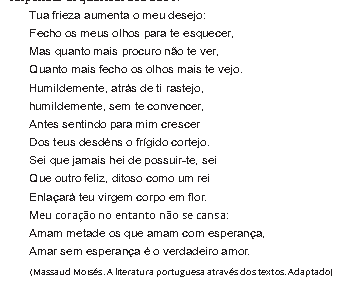 Tua frieza aumenta o meu desejo:
Fecho os meus olhos para te esquecer,
Mas quanto mais procuro não te ver,
Quanto mais fecho os olhos mais te vejo.
Humildemente, atrás de ti rastejo,
humildemente, sem te convencer,
Antes sentindo para mim crescer
Dos teus desdéns o frígido cortejo.
Sei que jamais hei de possuir-te, sei
Que outro feliz, ditoso como um rei
Enlaçará teu virgem corpo em flor.
Meu coração no entanto não se cansa:
Amam metade os que amam com esperança,
Amar sem esperança é o verdadeiro amor.
(Massaud Moisés. A literatura portuguesa através dos textos. Adaptado)